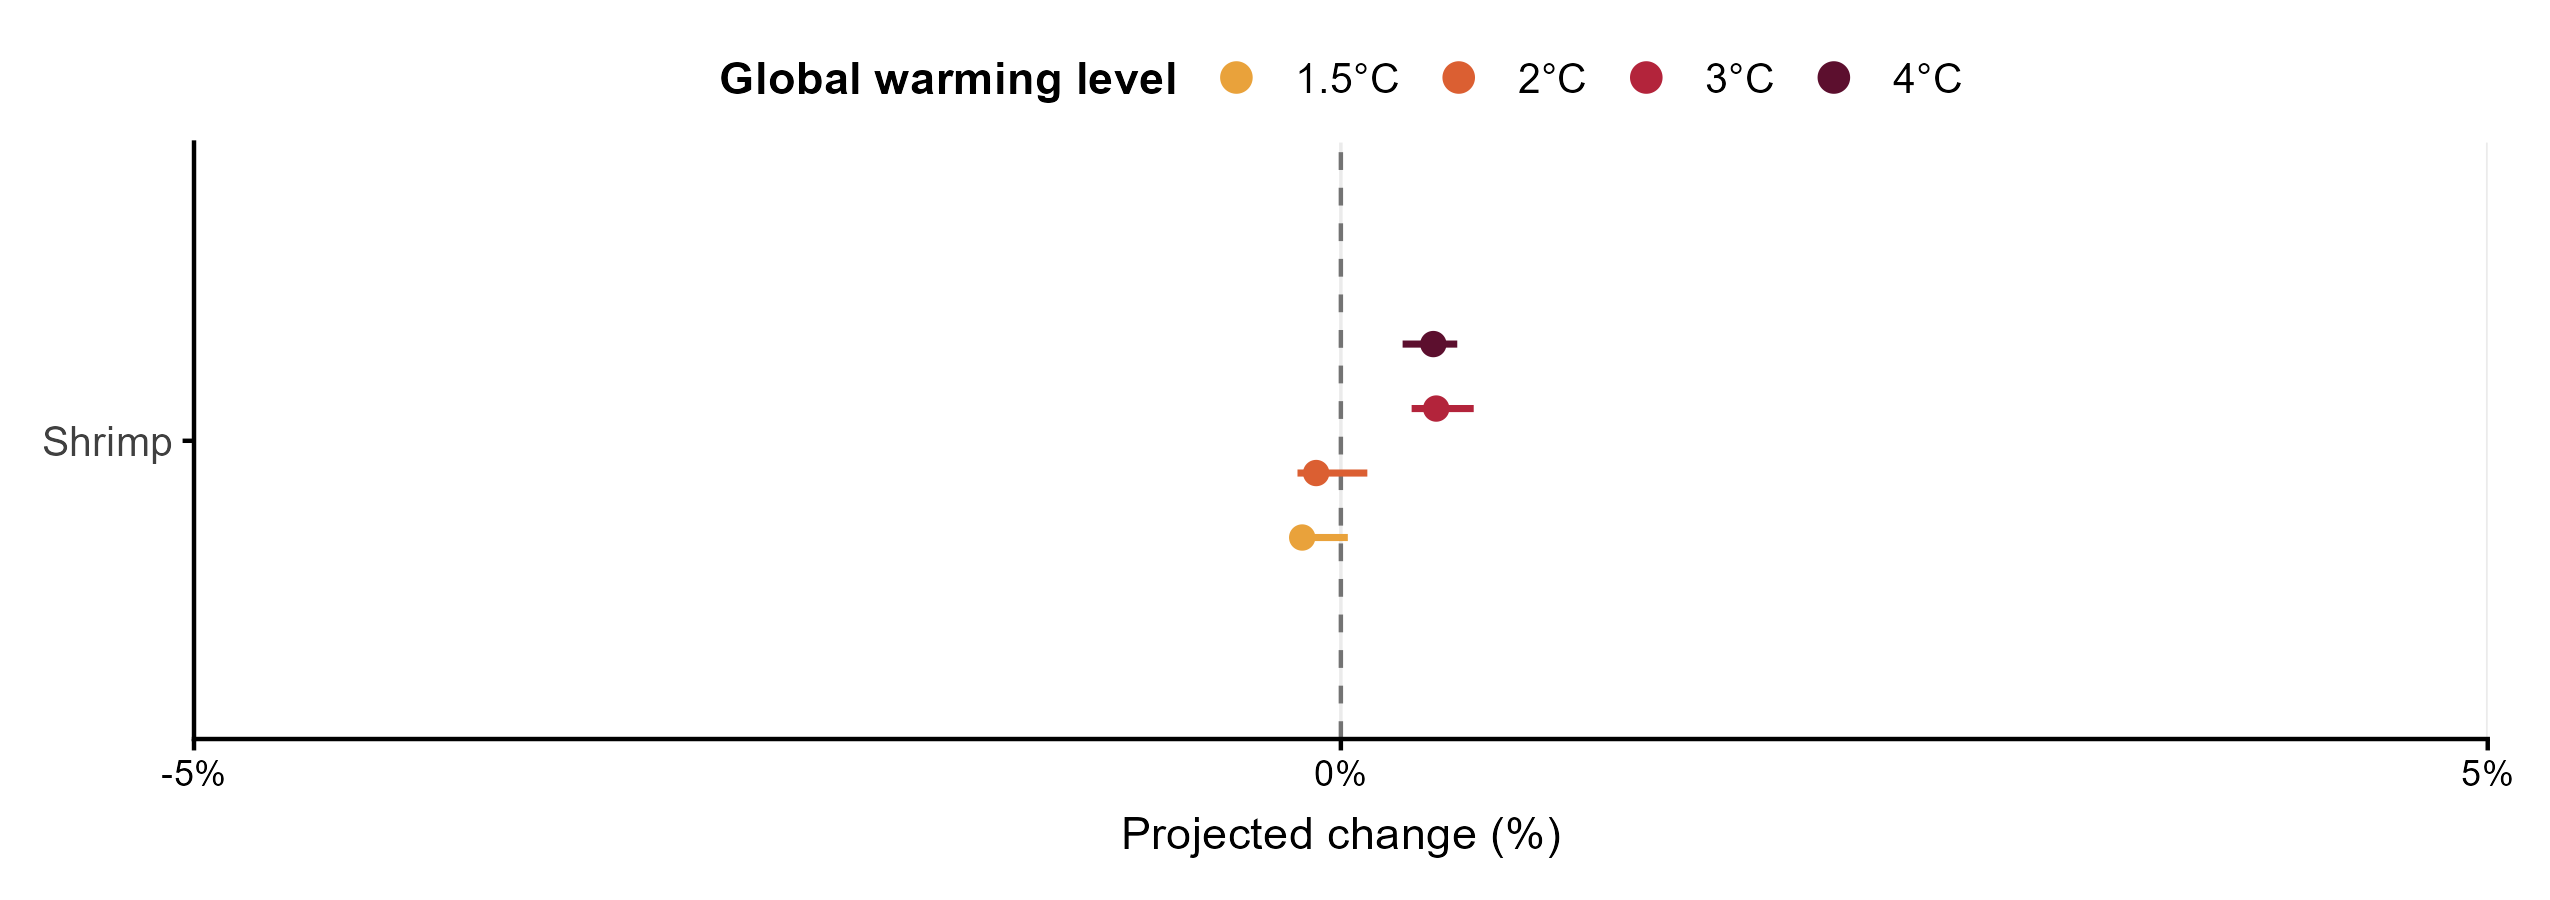 Global warming level 1.5°C 2°C 3°C 4°C
Shrimp
-5% 0% 5%
Projected change (%)